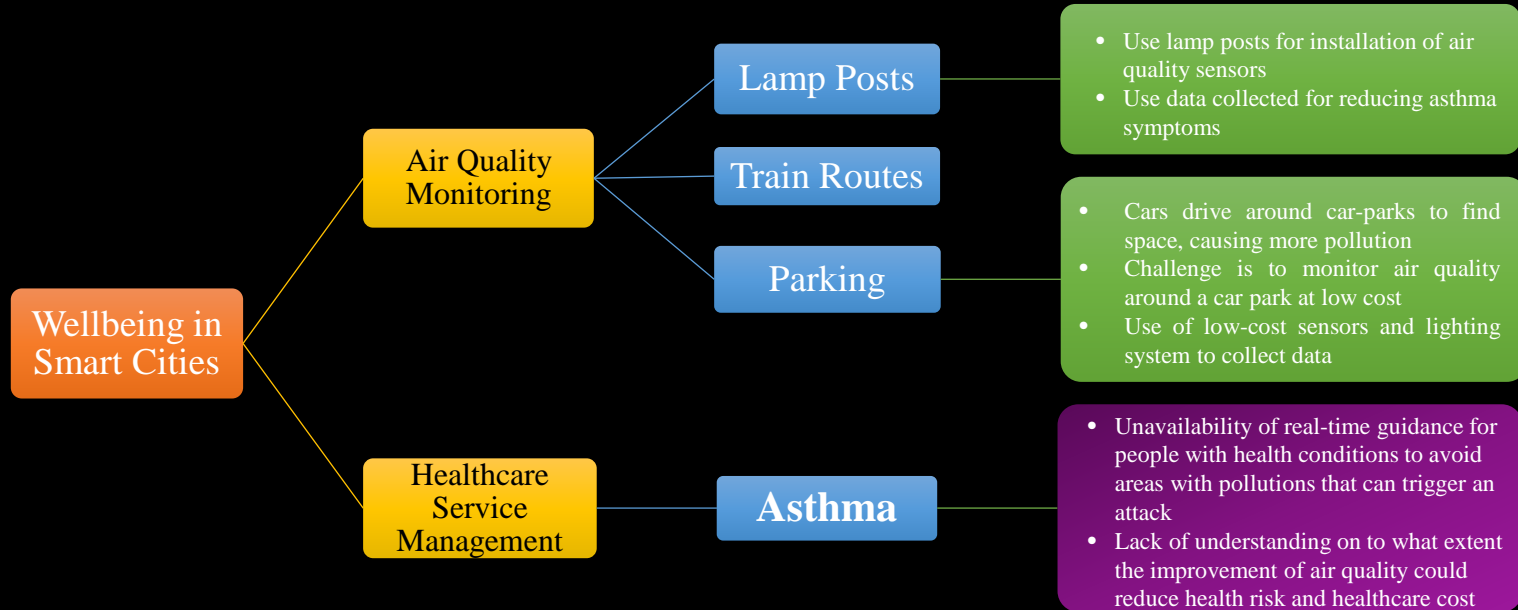 Wellbeing in
Smart Cities
Air Quality
Monitoring
Lamp Posts
• Use lamp posts for installation of air
quality sensors
• Use data collected for reducing asthma
symptoms
Train Routes
Parking
• Cars drive around car-parks to find
space, causing more pollution
• Challenge is to monitor air quality
around a car park at low cost
• Use of low-cost sensors and lighting
system to collect data
Healthcare
Service
Management
Asthma
• Unavailability of real-time guidance for
people with health conditions to avoid
areas with pollutions that can trigger an
attack
• Lack of understanding on to what extent
the improvement of air quality could
reduce health risk and healthcare cost